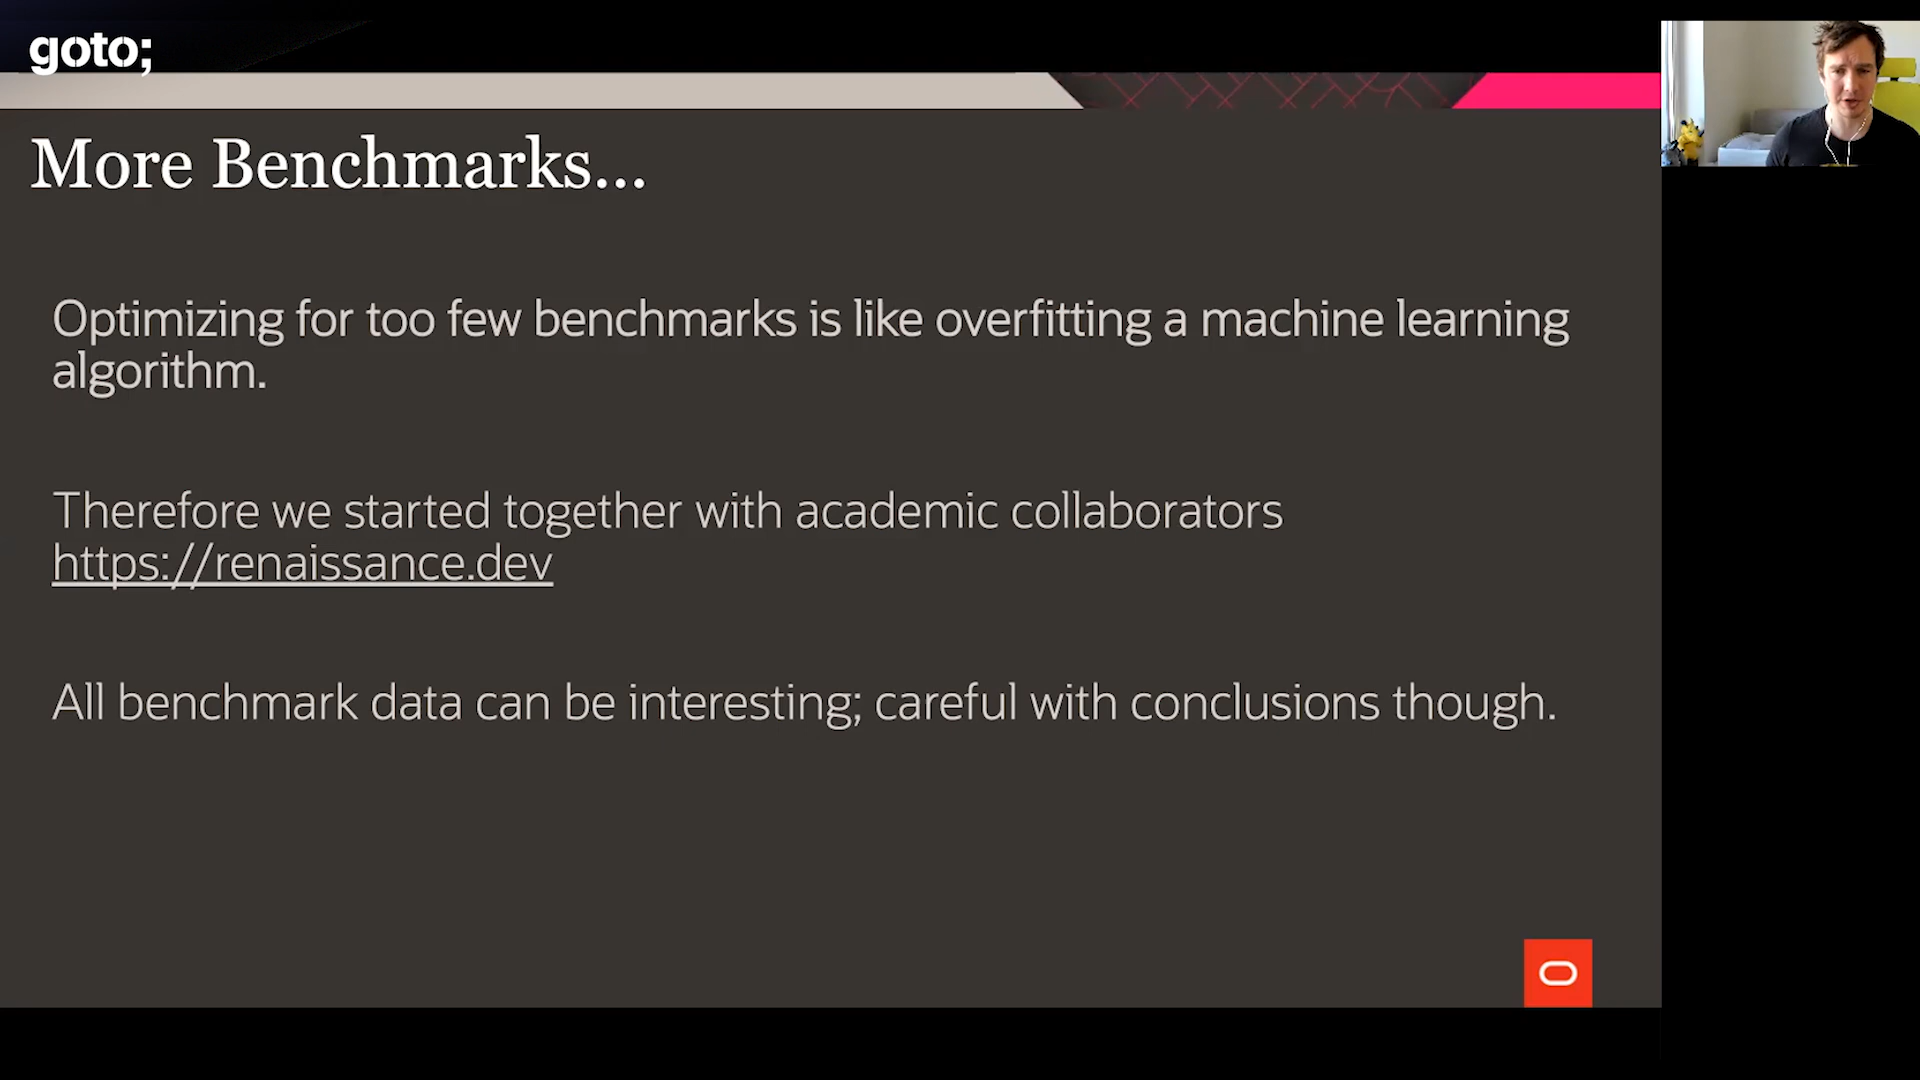 goto;
More Benchmarks...
Optimizing for too few benchmarks is like overfitting a machine learning
algorithm.
Therefore we started together with academic collaborators
https://renaissance.dev
All benchmark data can be interesting; careful with conclusions though.